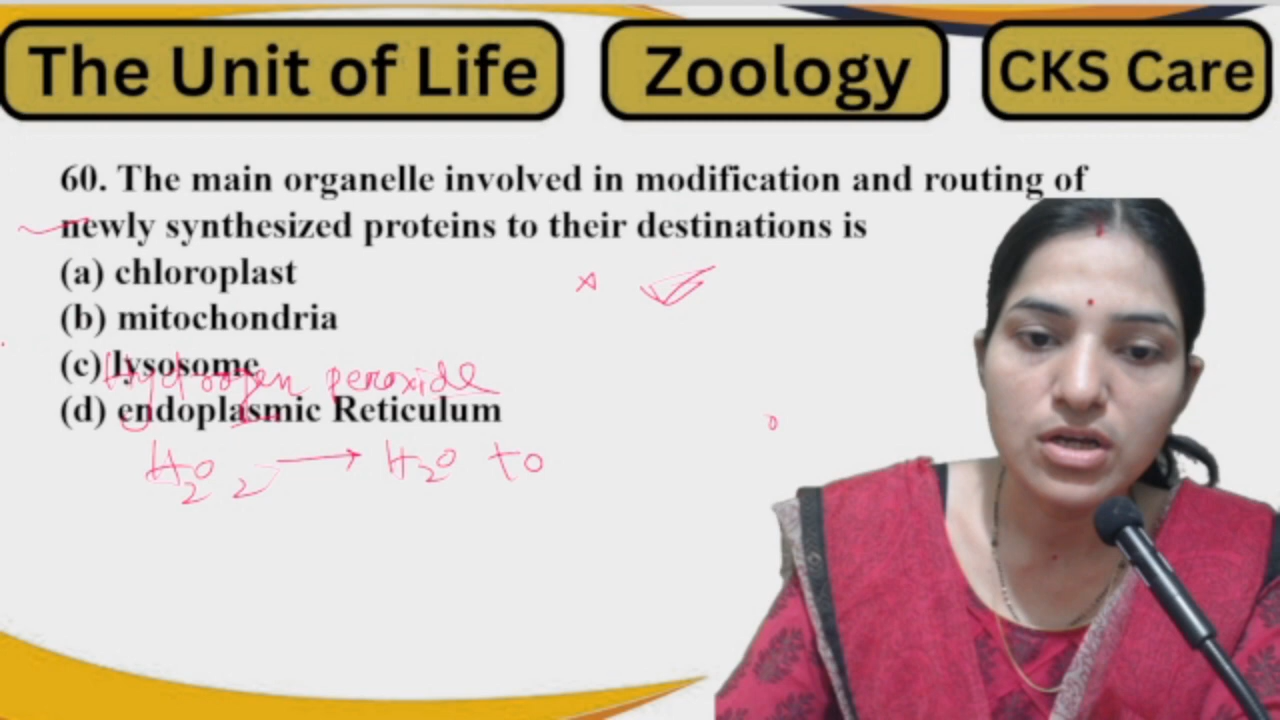 The Unit of Life
Zoology
CKS Care
60. The main organelle involved in modification and routing of
newly synthesized proteins to their destinations is
(a) chloroplast
(b) mitochondria
(c) lysosome
Hydrogen peroxide
(d) endoplasmic Reticulum
H2O2 → H2O + O